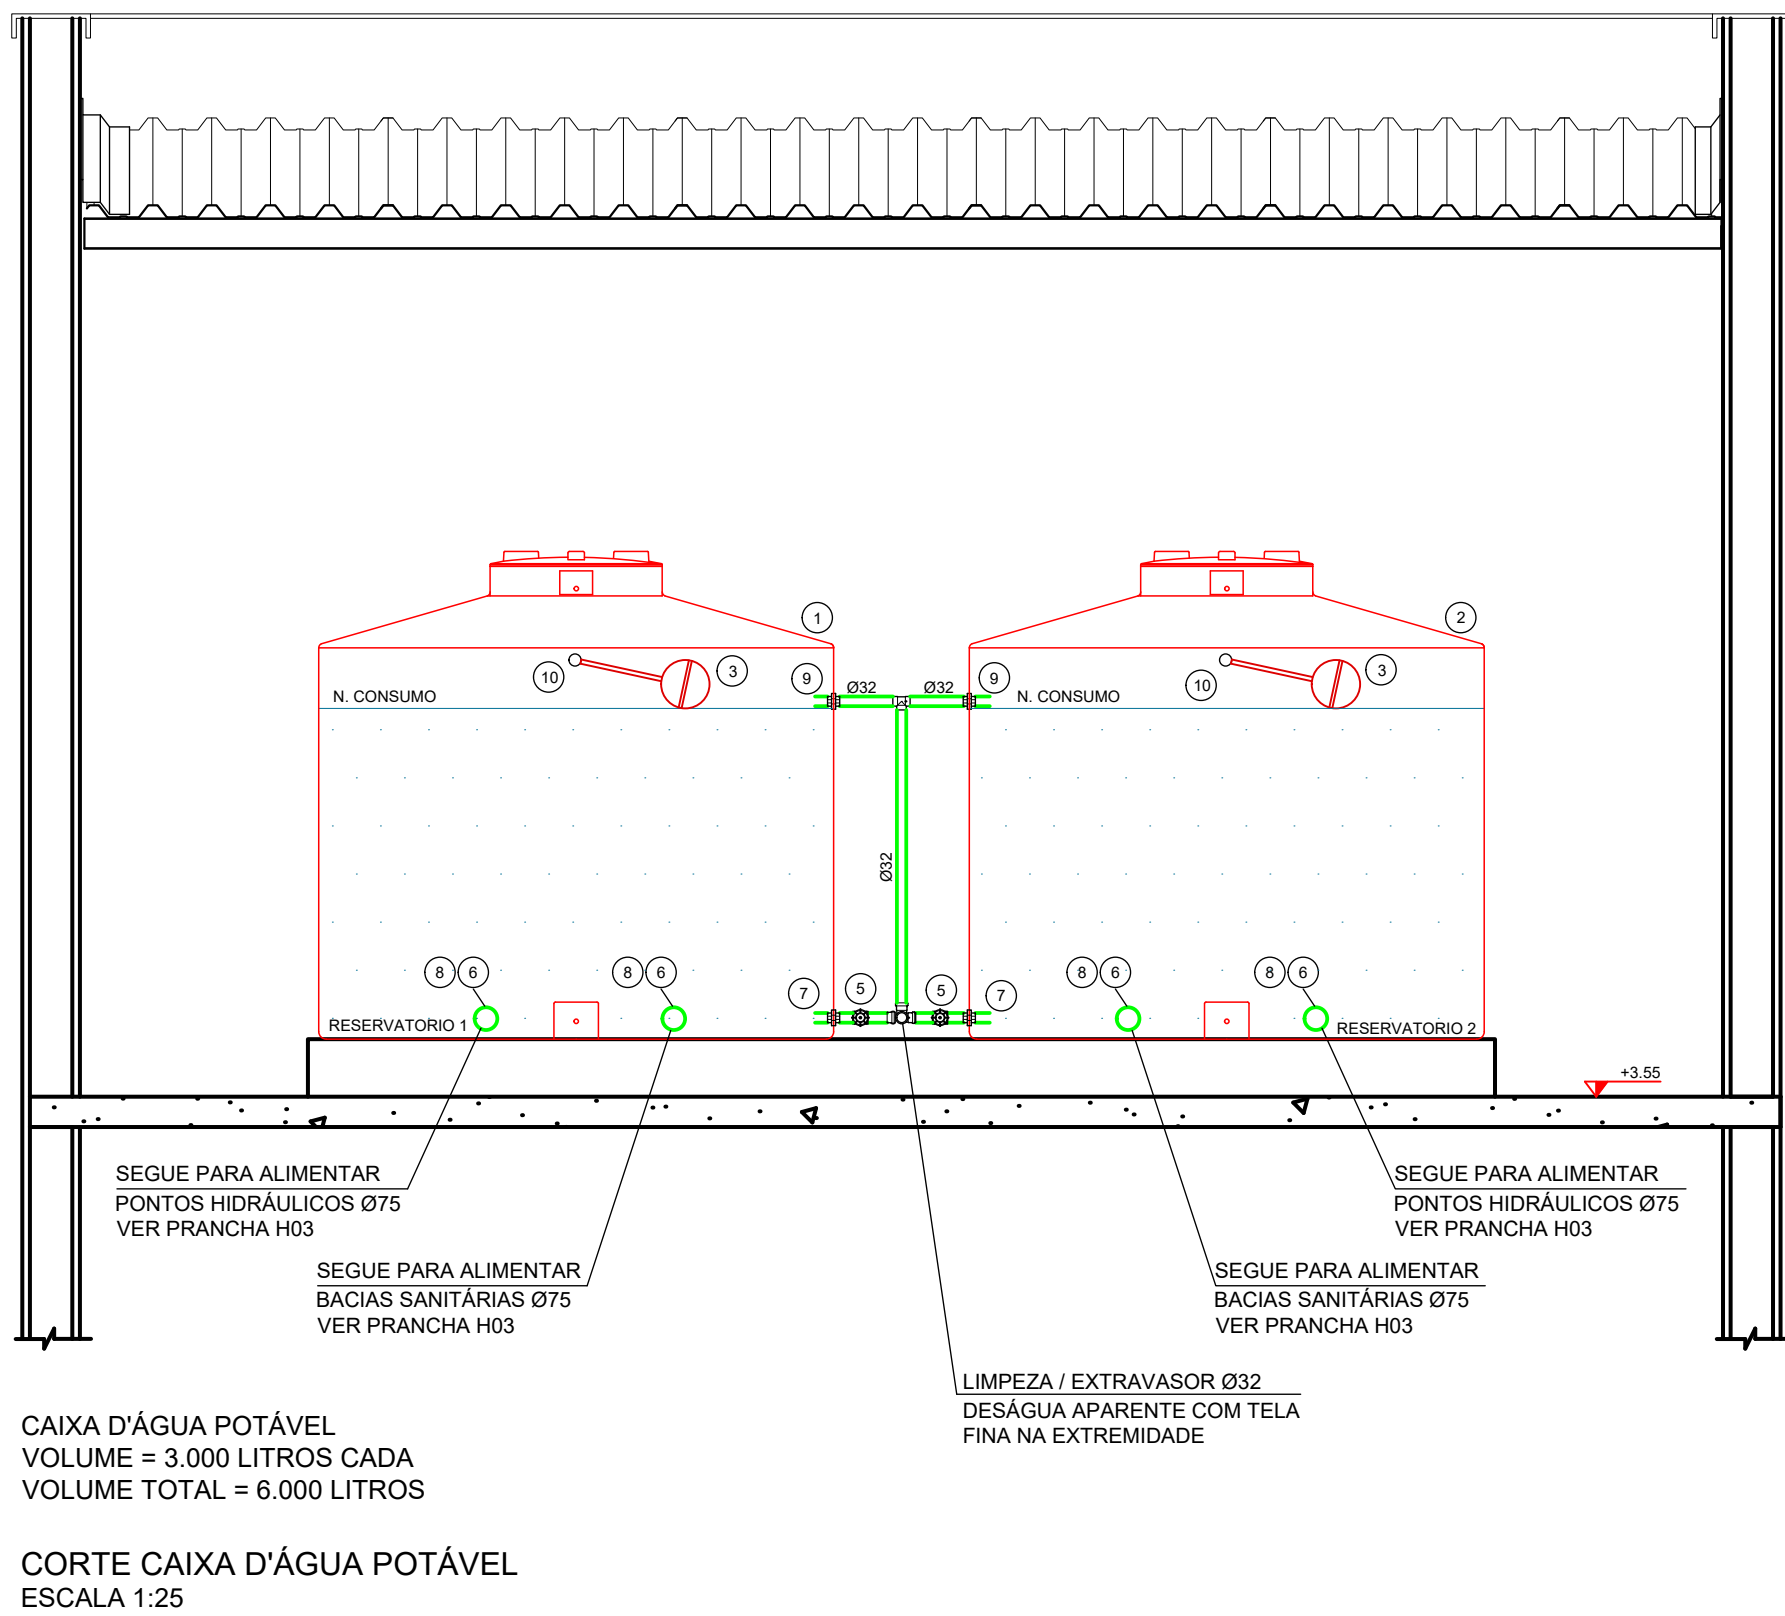 1
2
10
3
9
Ø32
Ø32
9
10
3
N. CONSUMO
N. CONSUMO
Ø32
8
6
8
6
7
5
5
7
8
6
8
6
RESERVATORIO 1
RESERVATORIO 2
+3.55
SEGUE PARA ALIMENTAR
PONTOS HIDRÁULICOS Ø75
VER PRANCHA H03
SEGUE PARA ALIMENTAR
BACIAS SANITÁRIAS Ø75
VER PRANCHA H03
SEGUE PARA ALIMENTAR
PONTOS HIDRÁULICOS Ø75
VER PRANCHA H03
SEGUE PARA ALIMENTAR
BACIAS SANITÁRIAS Ø75
VER PRANCHA H03
LIMPEZA / EXTRAVASOR Ø32
DESÁGUA APARENTE COM TELA
FINA NA EXTREMIDADE
CAIXA D'ÁGUA POTÁVEL
VOLUME = 3.000 LITROS CADA
VOLUME TOTAL = 6.000 LITROS
CORTE CAIXA D'ÁGUA POTÁVEL
ESCALA 1:25